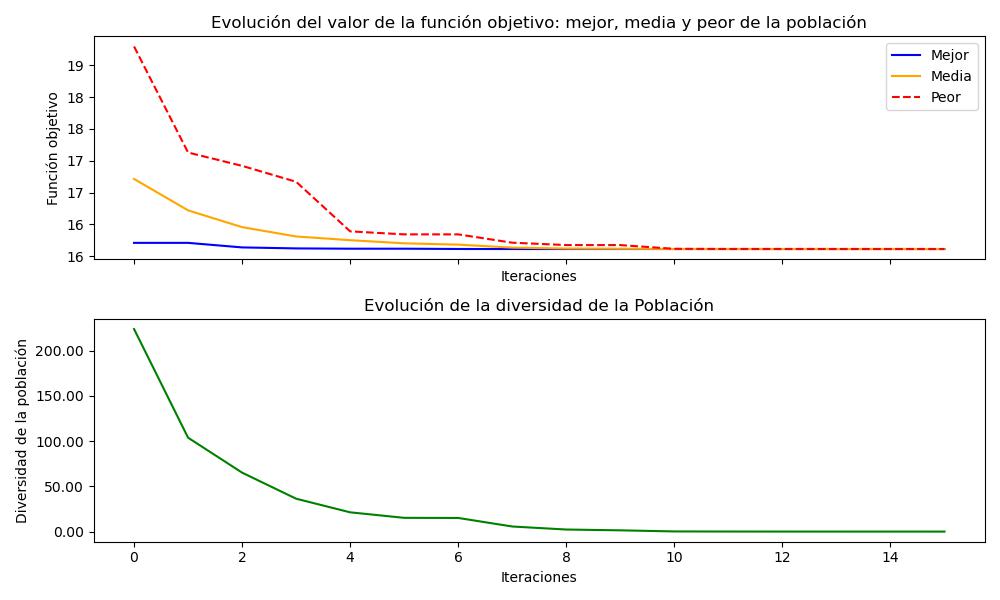 Evolución del valor de la función objetivo: mejor, media y peor de la población
Función objetivo
19
18
18
17
17
16
16
Mejor
Media
Peor
Iteraciones
Evolución de la diversidad de la Población
Diversidad de la población
200.00
150.00
100.00
50.00
0.00
0 2 4 6 8 10 12 14
Iteraciones